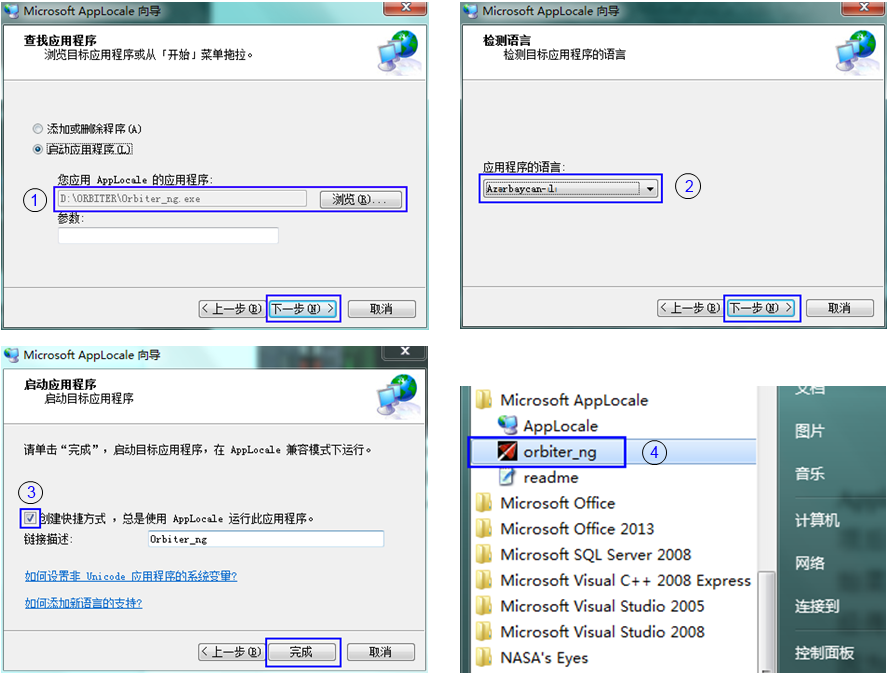 Microsoft AppLocale 向导
查找应用程序
浏览目标应用程序或从「开始」菜单拖拉。
添加或删除程序(A)
启动应用程序(L)
您应用 AppLocale 的应用程序:
①
D:\ORBITER\Orbiter_ng.exe
浏览(R)...
参数:
<上一步(B)
下一步(N) >
取消
Microsoft AppLocale 向导
检测语言
检测目标应用程序的语言
应用程序的语言:
②
<上一步(B)
下一步(N) >
取消
Microsoft AppLocale 向导
启动应用程序
启动目标应用程序
请单击“完成”，启动目标应用程序，在 AppLocale 兼容模式下运行。
③
创建快捷方式 ，总是使用 AppLocale 运行此应用程序。
链接描述:
Orbiter_ng
如何设置非 Unicode 应用程序的系统变量?
如何添加新语言的支持?
<上一步(B)
完成
取消
Microsoft AppLocale
AppLocale
orbiter_ng
④
readme
Microsoft Office
Microsoft Office 2013
Microsoft SQL Server 2008
Microsoft Visual C++ 2008 Express
Microsoft Visual Studio 2005
Microsoft Visual Studio 2008
NASA's Eyes
文档
图片
音乐
计算机
网络
连接到
控制面板